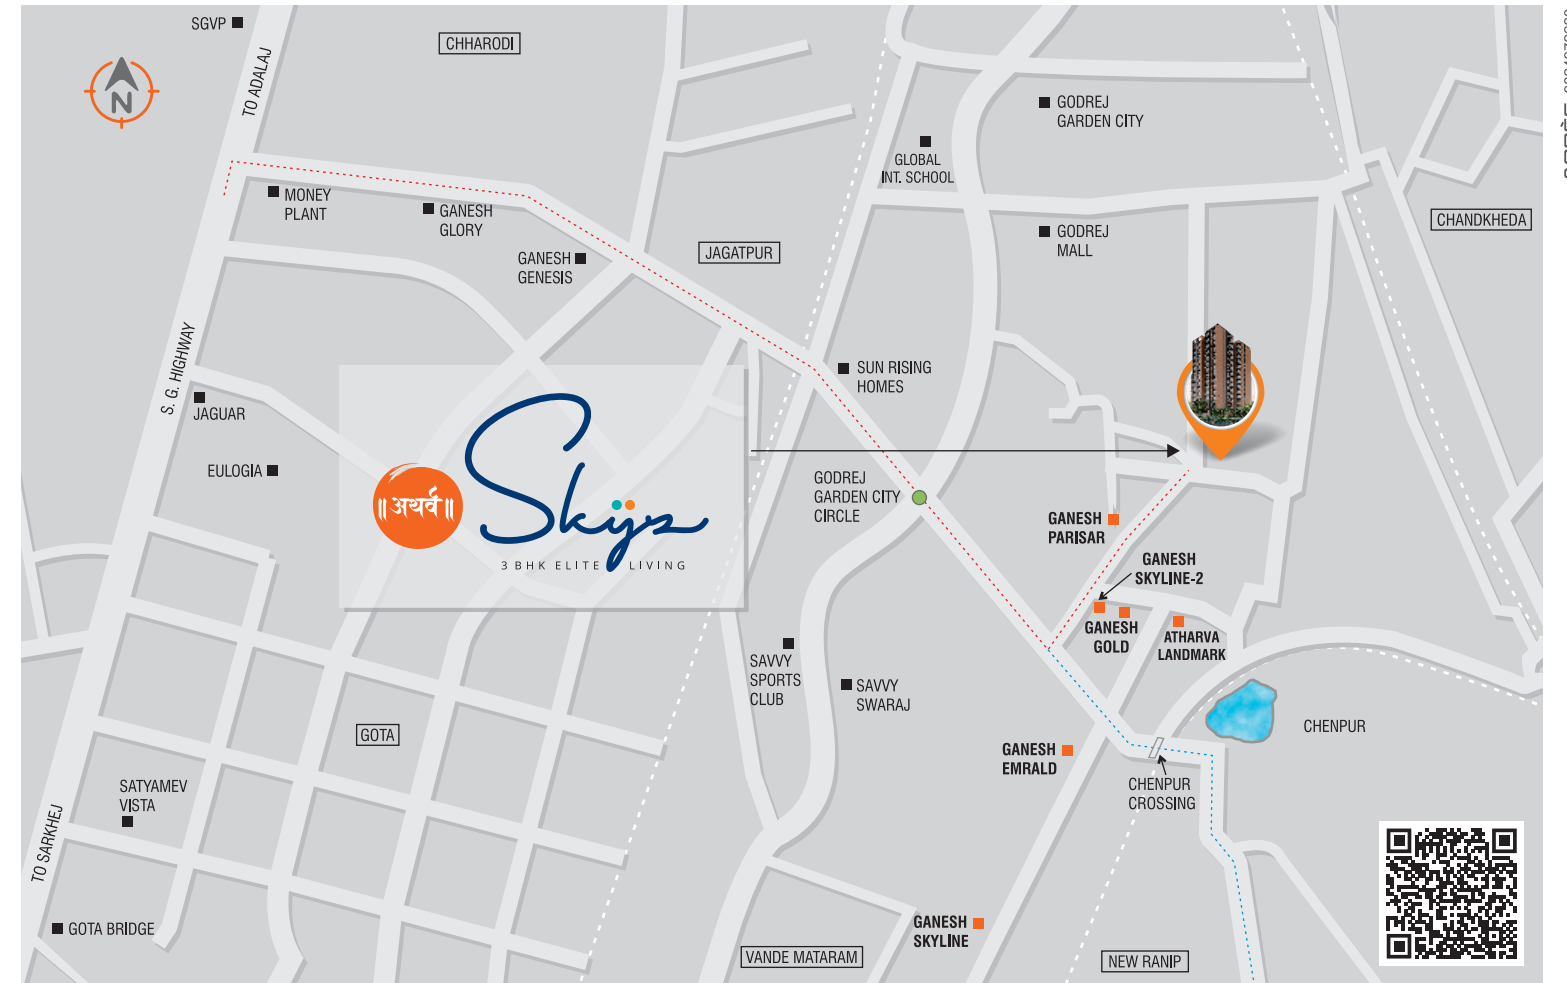 SGVP
CHHARODI
TO ADALAJ
N
GODREJ
GARDEN CITY
GLOBAL
INT. SCHOOL
MONEY
PLANT
GANESH
GLORY
GANESH
GENESIS
JAGATPUR
GODREJ
MALL
CHANDKHEDA
S. G. HIGHWAY
SUN RISING
HOMES
JAGUAR
EULOGIA
॥ अथर्व ॥
Skyz
3 BHK ELITE LIVING
GODREJ
GARDEN CITY
CIRCLE
GANESH
PARISAR
GANESH
SKYLINE-2
GANESH
GOLD
ATHARVA
LANDMARK
SAVVY
SPORTS
CLUB
SAVVY
SWARAJ
GOTA
CHENPUR
GANESH
EMRALD
CHENPUR
CROSSING
SATYAMEV
VISTA
TO SARKHEJ
GOTA BRIDGE
GANESH
SKYLINE
VANDE MATARAM
NEW RANIP